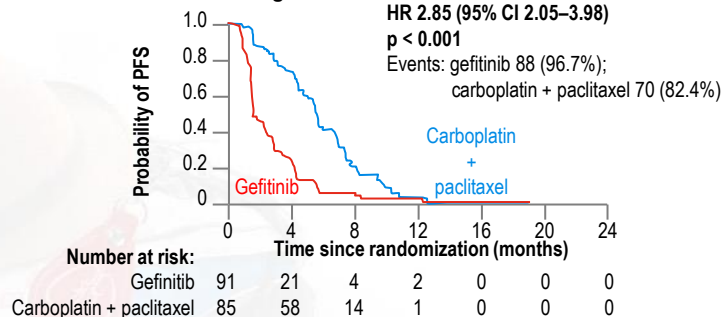 HR 2.85 (95% CI 2.05–3.98)
p < 0.001
Events: gefitinib 88 (96.7%);
carboplatin + paclitaxel 70 (82.4%)
Probability of PFS
1.0
0.8
0.6
0.4
0.2
0
Carboplatin
+
paclitaxel
Gefitinib
0 4 8 12 16 20 24
Time since randomization (months)
Number at risk:
Gefinitib 91 21 4 2 0 0 0
Carboplatin + paclitaxel 85 58 14 1 0 0 0